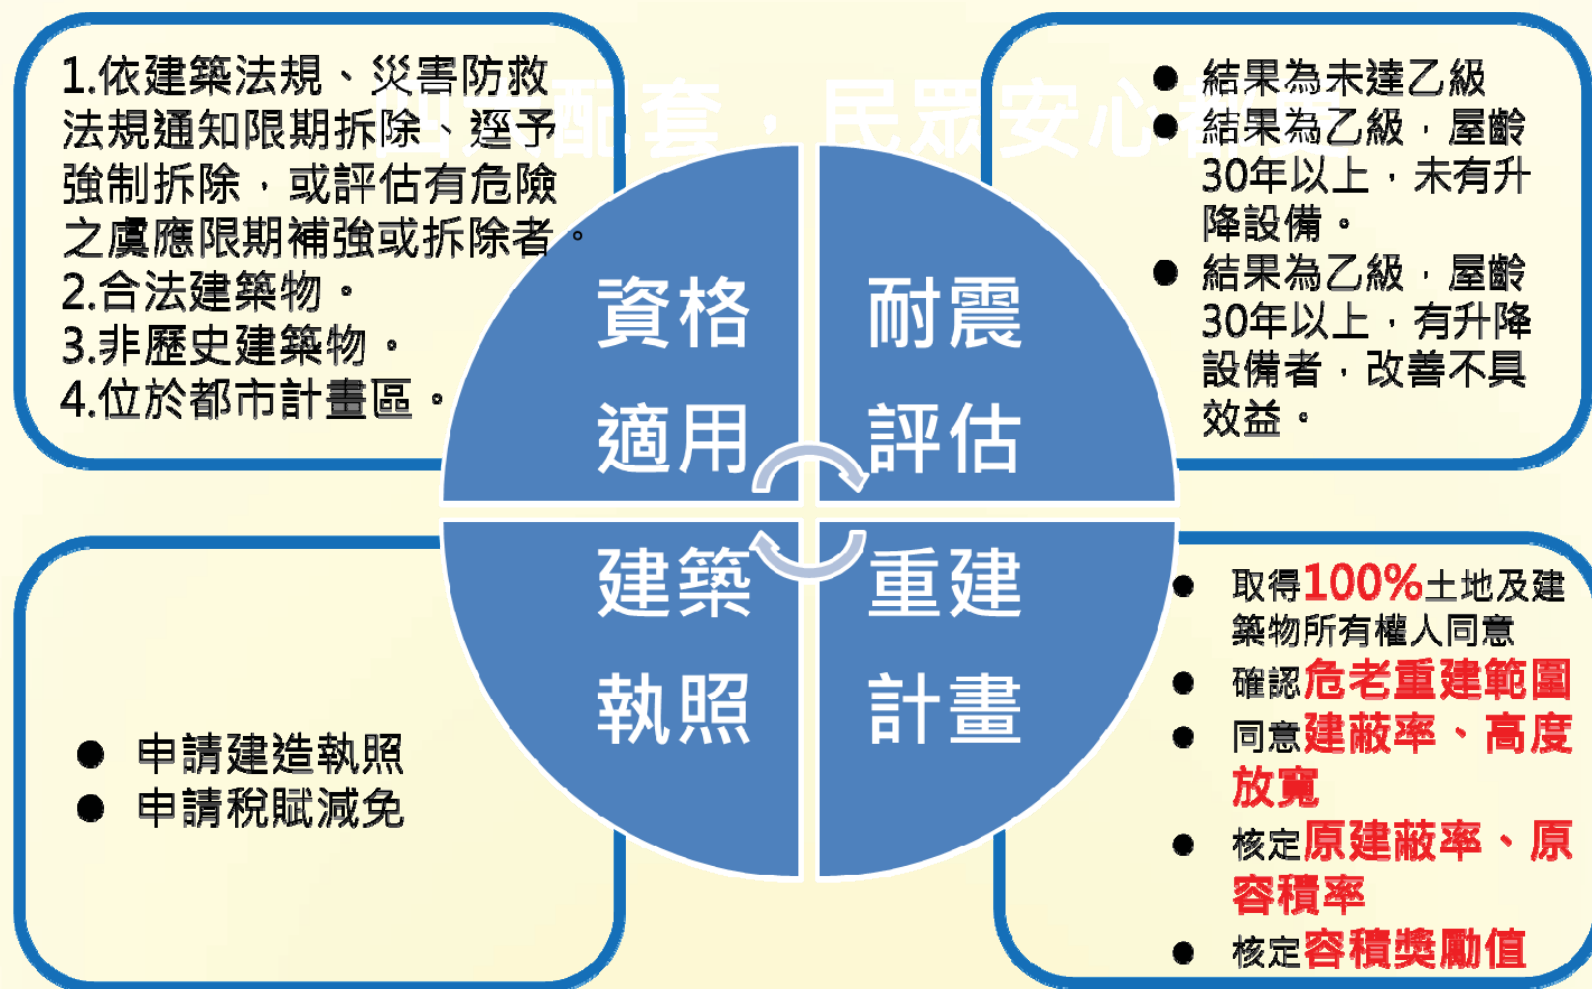 四大配套，民眾安心都更
1.依建築法規、災害防救
法規通知限期拆除、逕予
強制拆除，或評估有危險
之虞應限期補強或拆除者。
2.合法建築物。
3.非歷史建築物。
4.位於都市計畫區。
● 結果為未達乙級
● 結果為乙級，屋齡
30年以上，未有升
降設備。
● 結果為乙級，屋齡
30年以上，有升降
設備者，改善不具
效益。
資格
適用
耐震
評估
建築
執照
重建
計畫
● 申請建造執照
● 申請稅賦減免
● 取得100%土地及建
築物所有權人同意
● 確認危老重建範圍
● 同意建蔽率、高度
放寬
● 核定原建蔽率、原
容積率
● 核定容積獎勵值